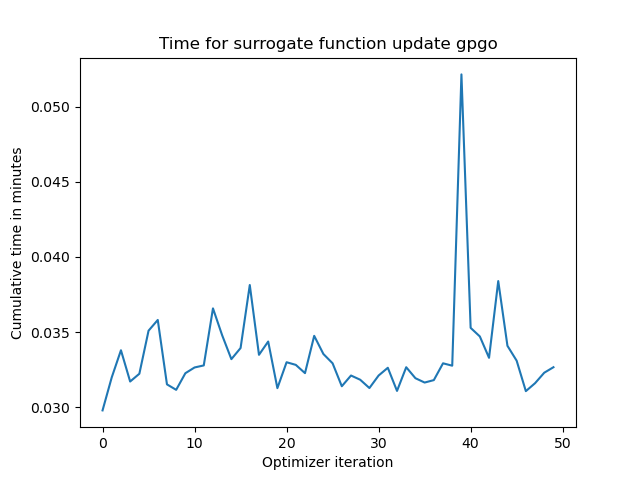 Time for surrogate function update gpgo
Cumulative time in minutes
0.050
0.045
0.040
0.035
0.030
0 10 20 30 40 50
Optimizer iteration